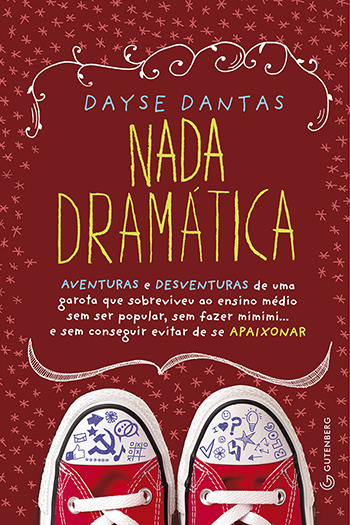 DAYSE DANTAS
NADA
DRAMÁTICA
AVENTURAS e DESVENTURAS de uma
garota que sobreviveu ao ensino médio
sem ser popular, sem fazer mimimi...
e sem conseguir evitar de se APAIXONAR
GUTENBERG